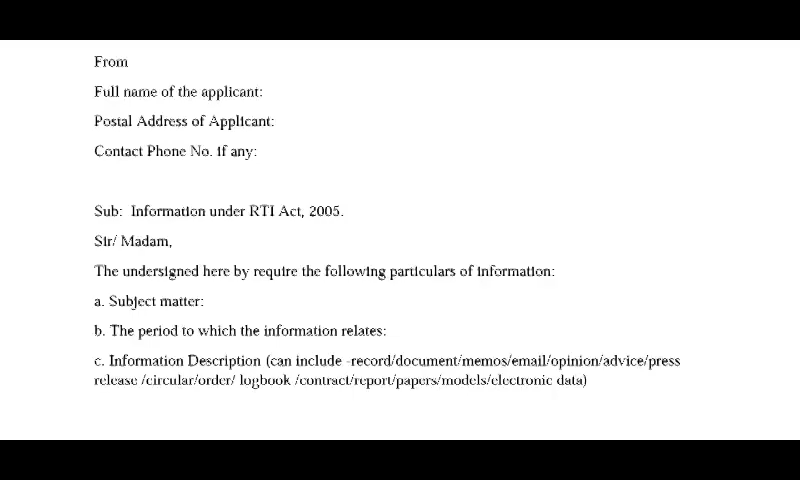 From
Full name of the applicant:
Postal Address of Applicant:
Contact Phone No. if any:
Sub:  Information under RTI Act, 2005.
Sir/ Madam,
The undersigned here by require the following particulars of information:
a. Subject matter:
b. The period to which the information relates:
c. Information Description (can include -record/document/memos/email/opinion/advice/press
release /circular/order/ logbook /contract/report/papers/models/electronic data)